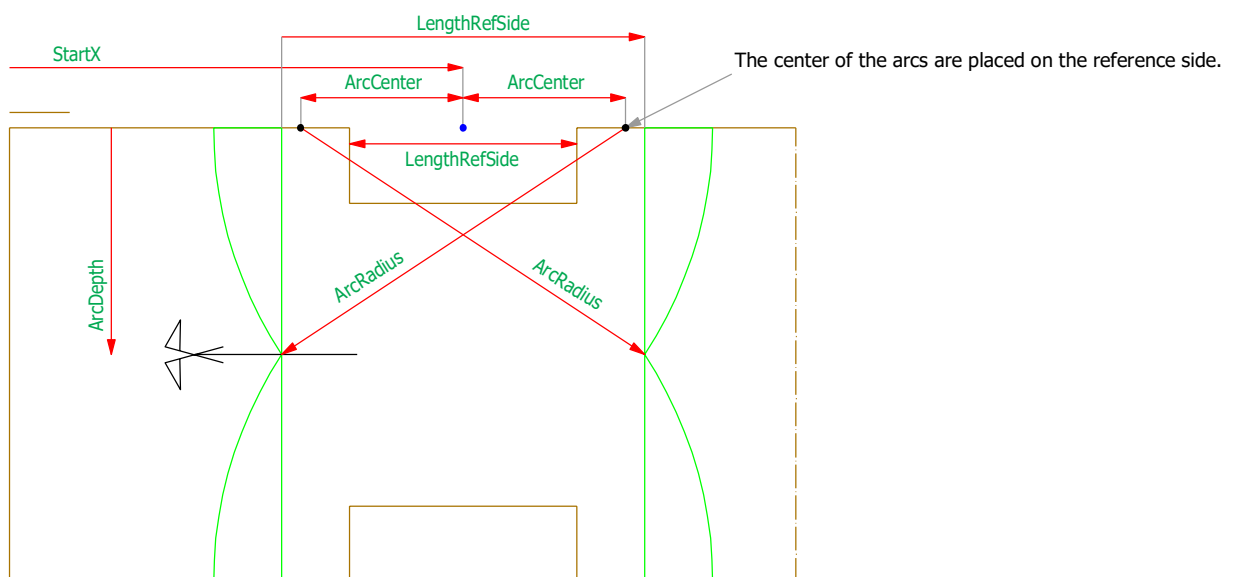 LengthRefSide
StartX
The center of the arcs are placed on the reference side.
ArcCenter
ArcCenter
LengthRefSide
ArcDepth
ArcRadius
ArcRadius